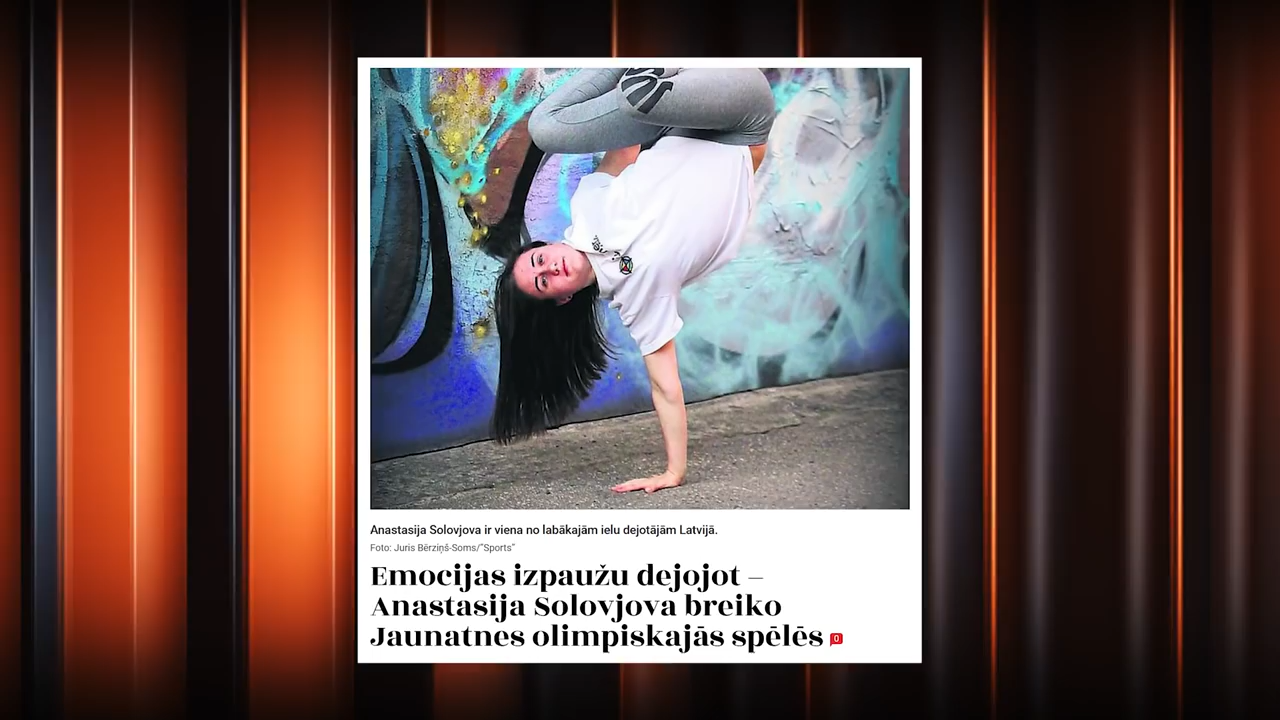 Anastasija Solovjova ir viena no labākajām ielu dejotājām Latvijā.
Foto: Juris Bērziņš-Soms/"Sports"
Emocijas izpaužu dejojot –
Anastasija Solovjova breiko
Jaunatnes olimpiskajās spēlēs 0